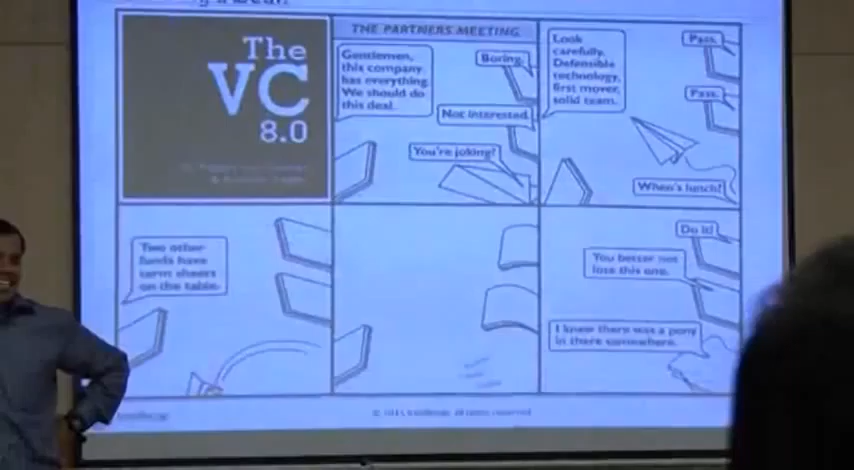 The
VC
8.0
THE PARTNERS MEETING
Gentlemen,
this company
has everything.
We should do
this deal.
Boring.
Not interested.
You're joking?
Look
carefully.
Defensible
technology,
first mover,
solid team.
Pass.
Pass.
When's lunch?
Two other
funds have
term sheets
on the table.
Do it!
You better not
lose this one.
I knew there was a pony
in there somewhere.
All rights reserved